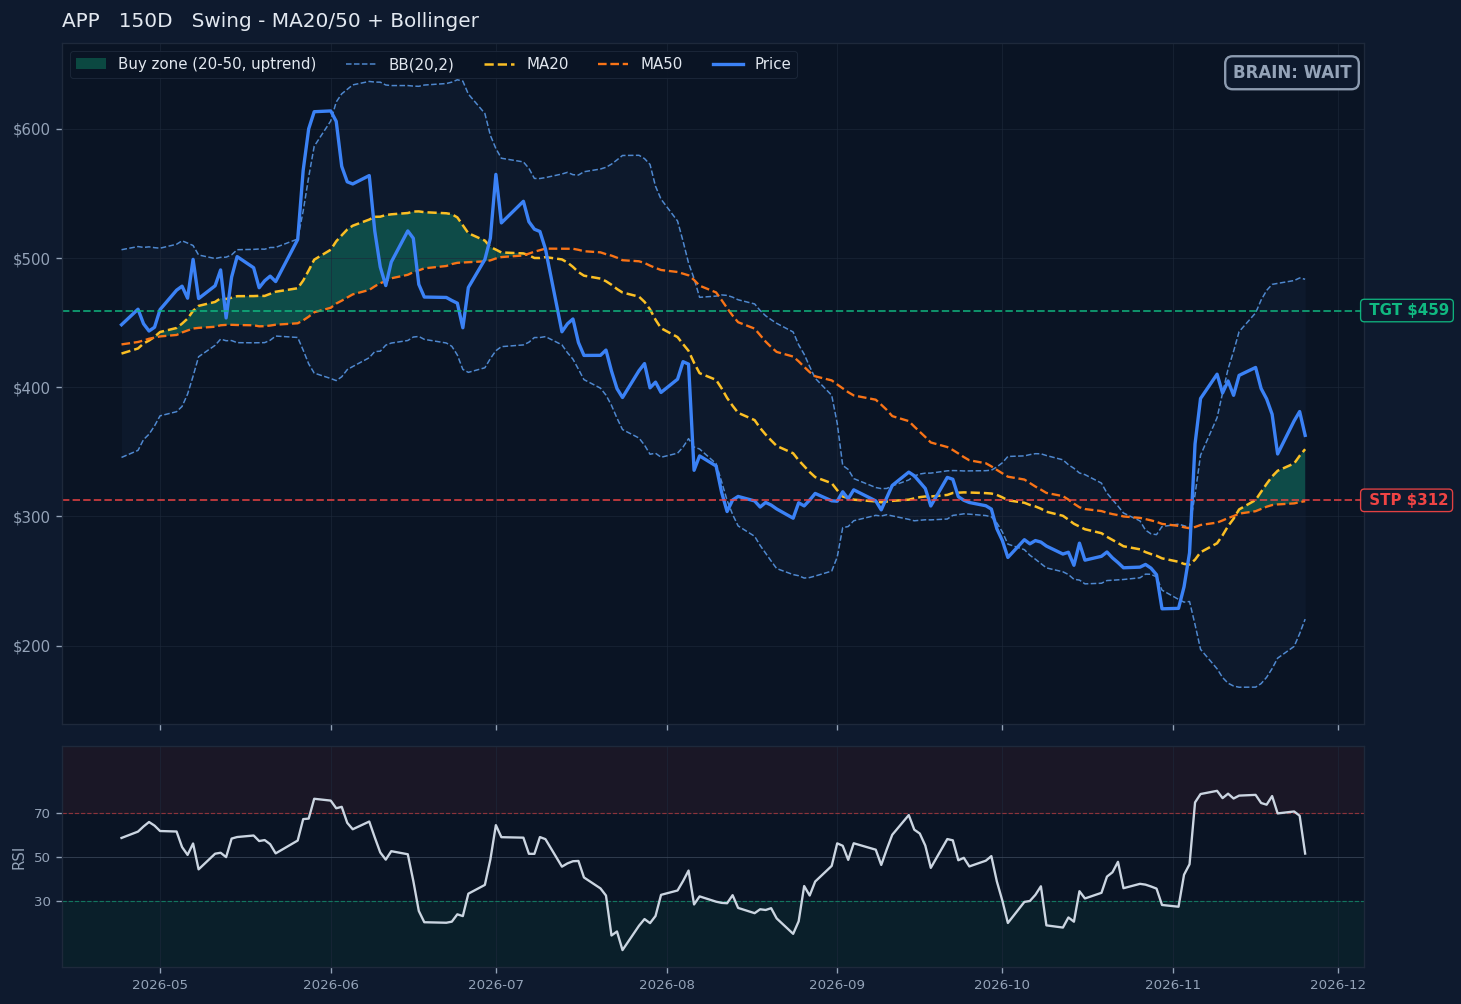 APP   150D   Swing - MA20/50 + Bollinger
Buy zone (20-50, uptrend)
BB(20,2)
MA20
MA50
Price
BRAIN: WAIT
$600
$500
$400
$300
$200
TGT $459
STP $312
RSI
70
50
30
2026-05
2026-06
2026-07
2026-08
2026-09
2026-10
2026-11
2026-12